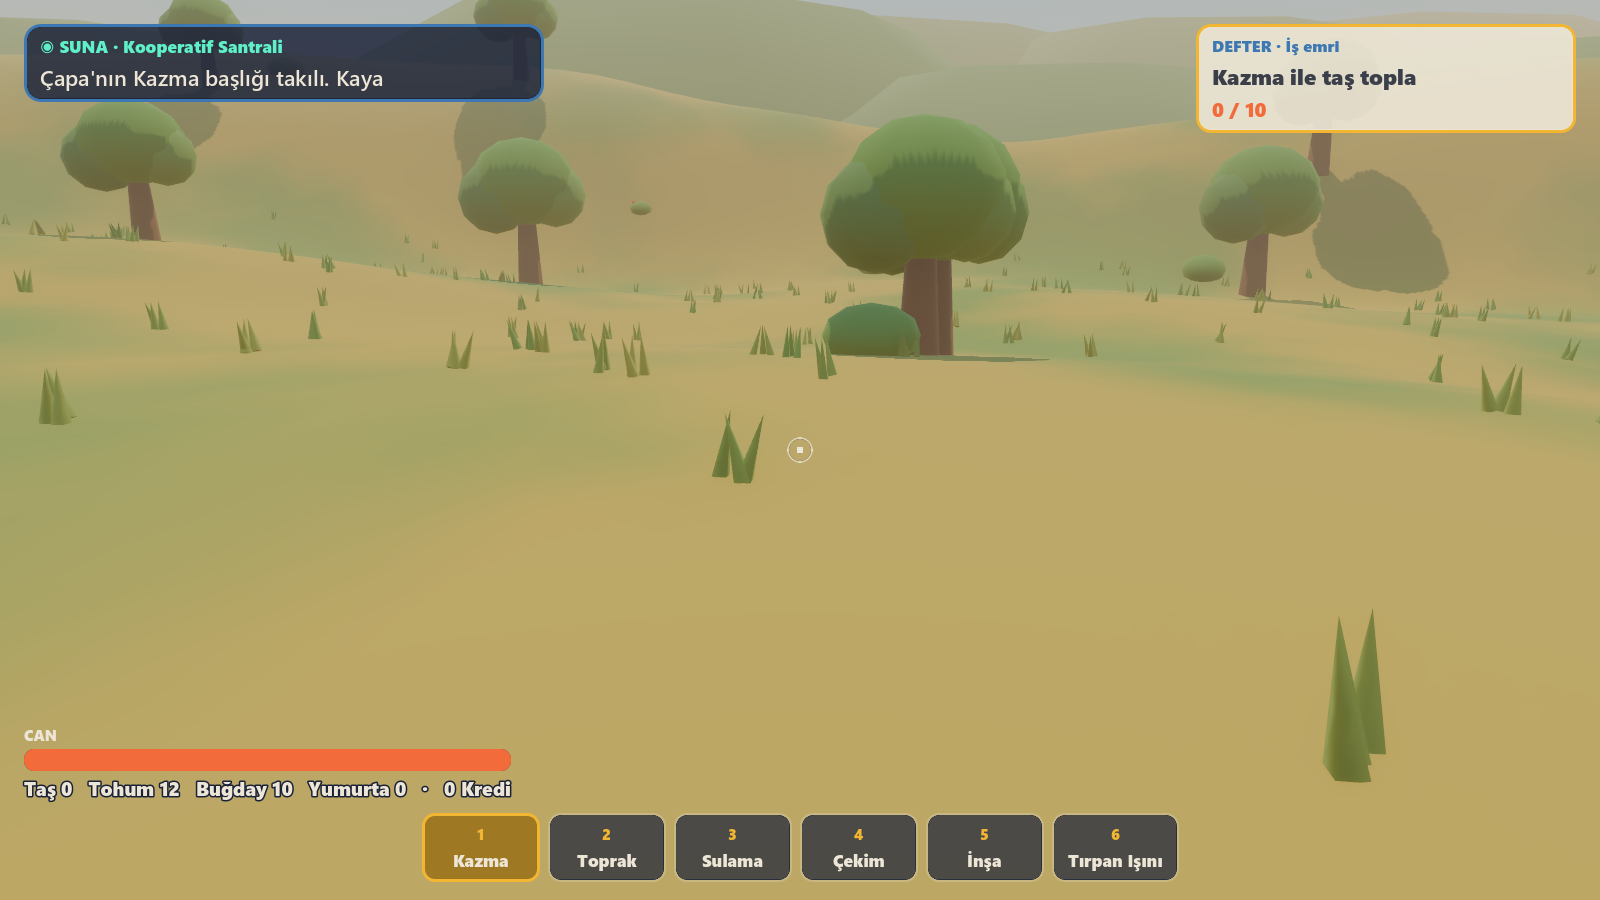 ◉ SUNA · Kooperatif Santrali
Çapa'nın Kazma başlığı takılı. Kaya
DEFTER · İş emri
Kazma ile taş topla
0 / 10
CAN
Taş 0 Tohum 12 Buğday 10 Yumurta 0 · 0 Kredi
1 2 3 4 5 6
Kazma Toprak Sulama Çekim İnşa Tırpan Işını